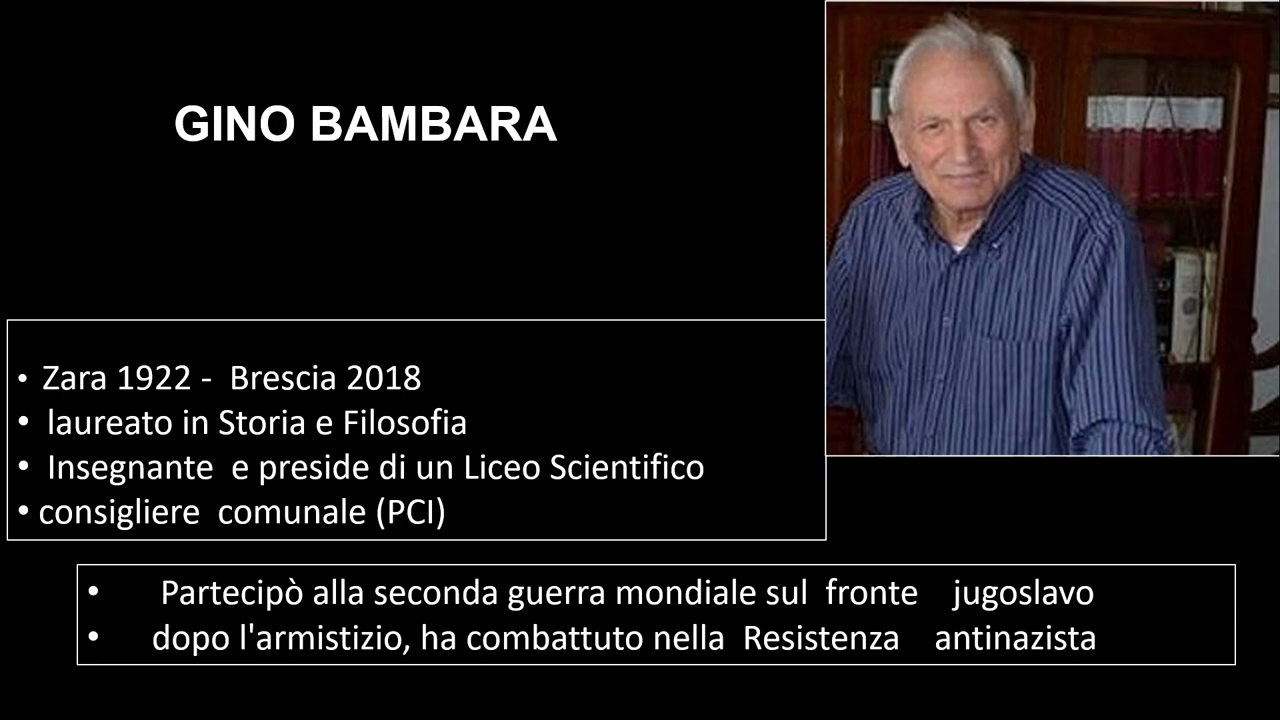 GINO BAMBARA
• Zara 1922 - Brescia 2018
• laureato in Storia e Filosofia
• Insegnante e preside di un Liceo Scientifico
• consigliere comunale (PCI)
• Partecipò alla seconda guerra mondiale sul fronte jugoslavo
• dopo l'armistizio, ha combattuto nella Resistenza antinazista